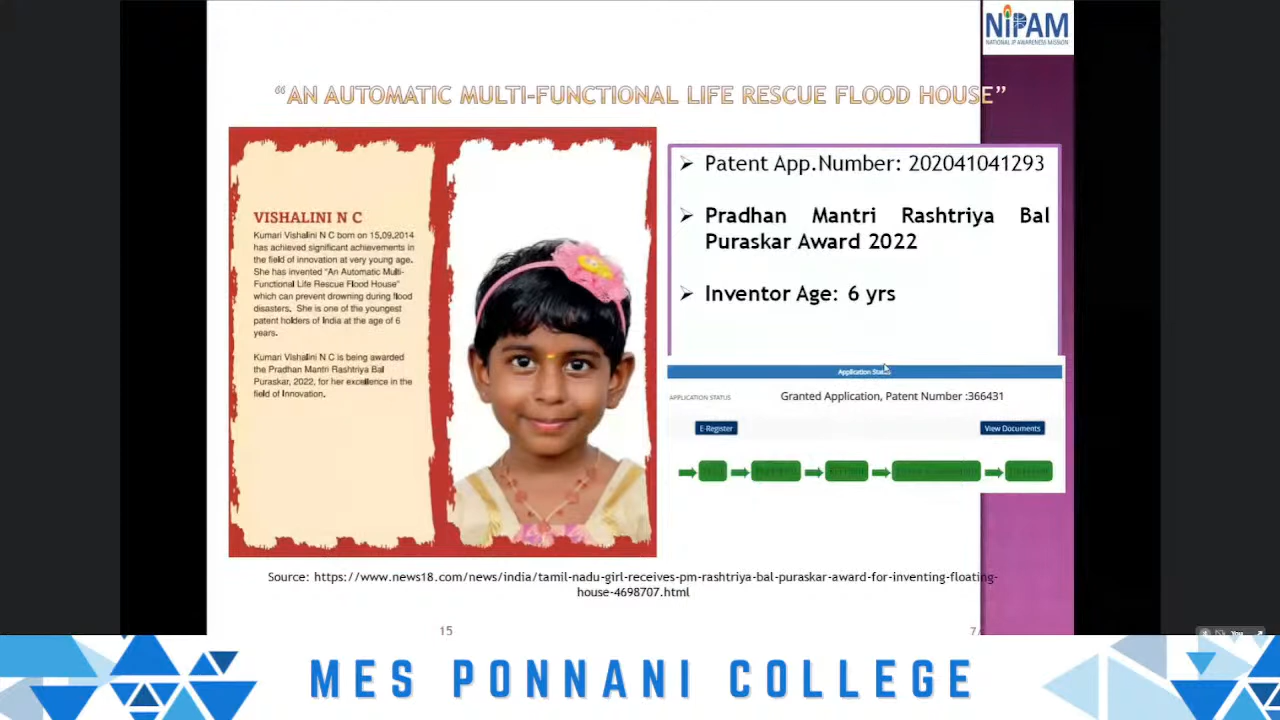 NiPAM
NATIONAL IP AWARENESS MISSION
“AN AUTOMATIC MULTI-FUNCTIONAL LIFE RESCUE FLOOD HOUSE”
VISHALINI N C
Kumari Vishalini N C born on 15.09.2014
has achieved significant achievements in
the field of innovation at very young age.
She has invented "An Automatic Multi-
Functional Life Rescue Flood House"
which can prevent drowning during flood
disasters. She is one of the youngest
patent holders of India at the age of 6
years.
Kumari Vishalini N C is being awarded
the Pradhan Mantri Rashtriya Bal
Puraskar, 2022, for her excellence in the
field of Innovation.
Patent App.Number: 202041041293
Pradhan Mantri Rashtriya Bal
Puraskar Award 2022
Inventor Age: 6 yrs
Application Status
APPLICATION STATUS Granted Application, Patent Number :366431
E-Register View Documents
Source: https://www.news18.com/news/india/tamil-nadu-girl-receives-pm-rashtriya-bal-puraskar-award-for-inventing-floating-
house-4698707.html
15
You
MES PONNANI COLLEGE